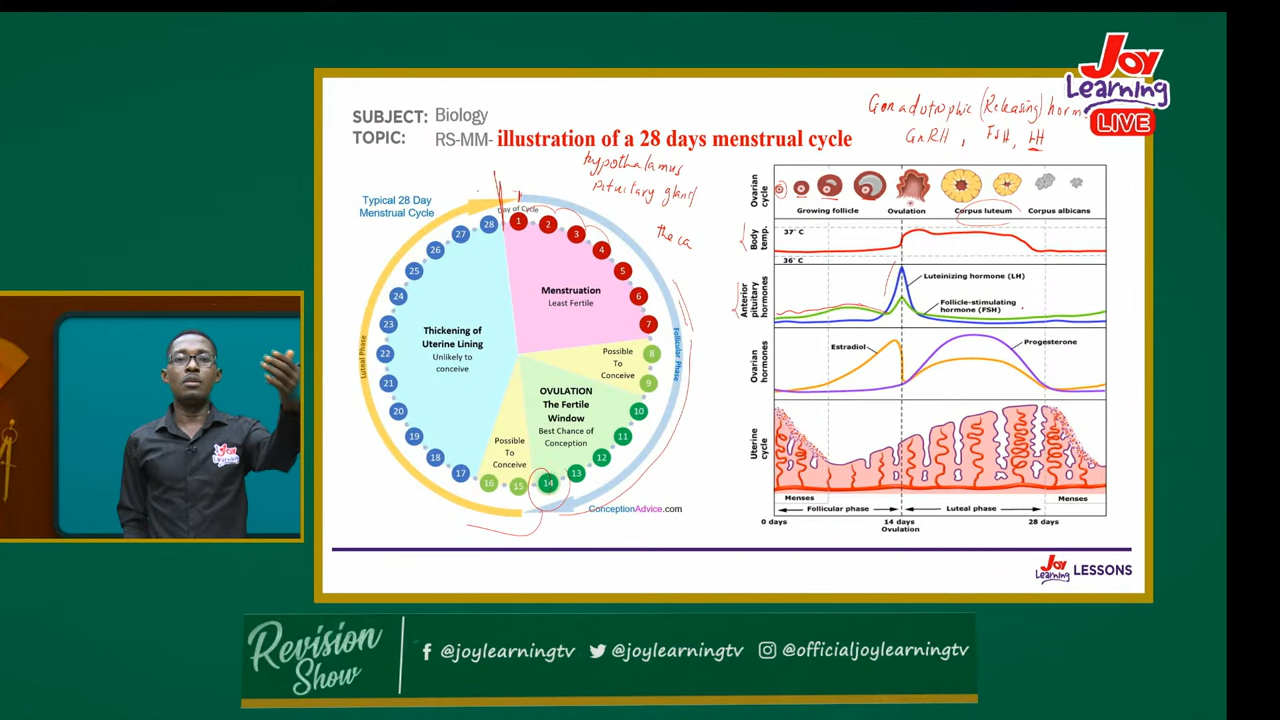 Joy
Learning
LIVE
SUBJECT: Biology
TOPIC: RS-MM- illustration of a 28 days menstrual cycle
Gonadotrophic (Releasing) horm
GnRH, FSH, LH
hypothalamus
pituitary gland
the ca
Typical 28 Day
Menstrual Cycle
Day of Cycle
1
2
3
4
5
6
7
8
9
10
11
12
13
14
15
16
17
18
19
20
21
22
23
24
25
26
27
28
Menstruation
Least Fertile
Possible
To
Conceive
OVULATION
The Fertile
Window
Best Chance of
Conception
Possible
To
Conceive
Thickening of
Uterine Lining
Unlikely to
conceive
Luteal Phase
Follicular Phase
ConceptionAdvice.com
Ovarian
cycle
Growing follicle
Ovulation
Corpus luteum
Corpus albicans
Body
temp.
37° C
36° C
Anterior
pituitary
hormones
Luteinizing hormone (LH)
Follicle-stimulating
hormone (FSH)
Ovarian
hormones
Estradiol
Progesterone
Uterine
cycle
Menses
Menses
Follicular phase
Luteal phase
0 days
14 days
Ovulation
28 days
Joy
Learning
Joy
Learning LESSONS
Revision
Show
@joylearningtv
@joylearningtv
@officialjoylearningtv